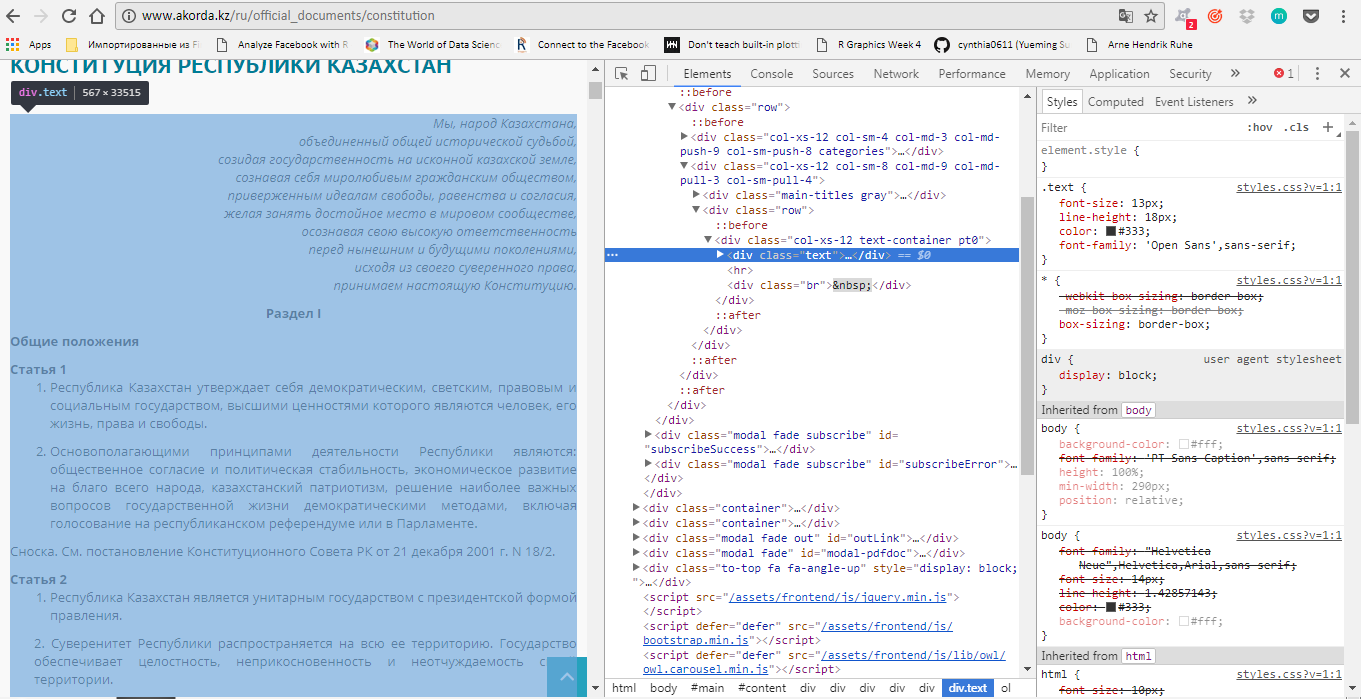 www.akorda.kz/ru/official_documents/constitution
2
m
Apps
Импортированные из Fi
Analyze Facebook with R
The World of Data Scienc
Connect to the Facebook
Don't teach built-in plotti
R Graphics Week 4
cynthia0611 (Yueming Su
Arne Hendrik Ruhe
КОНСТИТУЦИЯ РЕСПУБЛИКИ КАЗАХСТАН
div.text | 567 × 33515
Мы, народ Казахстана,
объединенный общей исторической судьбой,
созидая государственность на исконной казахской земле,
сознавая себя миролюбивым гражданским обществом,
приверженным идеалам свободы, равенства и согласия,
желая занять достойное место в мировом сообществе,
осознавая свою высокую ответственность
перед нынешним и будущими поколениями,
исходя из своего суверенного права,
принимаем настоящую Конституцию.
Раздел I
Общие положения
Статья 1
1. Республика Казахстан утверждает себя демократическим, светским, правовым и
социальным государством, высшими ценностями которого являются человек, его
жизнь, права и свободы.
2. Основополагающими принципами деятельности Республики являются:
общественное согласие и политическая стабильность, экономическое развитие
на благо всего народа, казахстанский патриотизм, решение наиболее важных
вопросов государственной жизни демократическими методами, включая
голосование на республиканском референдуме или в Парламенте.
Сноска. См. постановление Конституционного Совета РК от 21 декабря 2001 г. N 18/2.
Статья 2
1. Республика Казахстан является унитарным государством с президентской формой
правления.
2. Суверенитет Республики распространяется на всю ее территорию. Государство
обеспечивает целостность, неприкосновенность и неотчуждаемость с
территории.
Elements Console Sources Network Performance Memory Application Security » 1
::before
<div class="row">
::before
<div class="col-xs-12 col-sm-4 col-md-3 col-md-
push-9 col-sm-push-8 categories">…</div>
<div class="col-xs-12 col-sm-8 col-md-9 col-md-
pull-3 col-sm-pull-4">
<div class="main-titles gray">…</div>
<div class="row">
::before
<div class="col-xs-12 text-container pt0">
<div class="text">…</div> == $0
<hr>
<div class="br">&nbsp;</div>
</div>
::after
</div>
</div>
::after
</div>
::after
</div>
</div>
<div class="modal fade subscribe" id=
"subscribeSuccess">…</div>
<div class="modal fade subscribe" id="subscribeError">…
</div>
</div>
<div class="container">…</div>
<div class="container">…</div>
<div class="modal fade out" id="outLink">…</div>
<div class="modal fade" id="modal-pdfdoc">…</div>
<div class="to-top fa fa-angle-up" style="display: block;
">…</div>
<script src="/assets/frontend/js/jquery.min.js">
</script>
<script defer="defer" src="/assets/frontend/js/
bootstrap.min.js"></script>
<script defer="defer" src="/assets/frontend/js/lib/owl/
owl.carousel.min.js"></script>
html body #main #content div div div div div div.text ol
Styles Computed Event Listeners »
Filter :hov .cls +
element.style {
}
.text { styles.css?v=1:1
font-size: 13px;
line-height: 18px;
color: #333;
font-family: 'Open Sans',sans-serif;
}
* { styles.css?v=1:1
-webkit-box-sizing: border-box;
-moz-box-sizing: border-box;
box-sizing: border-box;
}
div { user agent stylesheet
display: block;
}
Inherited from body
body { styles.css?v=1:1
background-color: #fff;
font-family: 'PT Sans Caption',sans-serif;
height: 100%;
min-width: 290px;
position: relative;
}
body { styles.css?v=1:1
font-family: "Helvetica
Neue",Helvetica,Arial,sans-serif;
font-size: 14px;
line-height: 1.42857143;
color: #333;
background-color: #fff;
}
Inherited from html
html { styles.css?v=1:1
font-size: 10px;